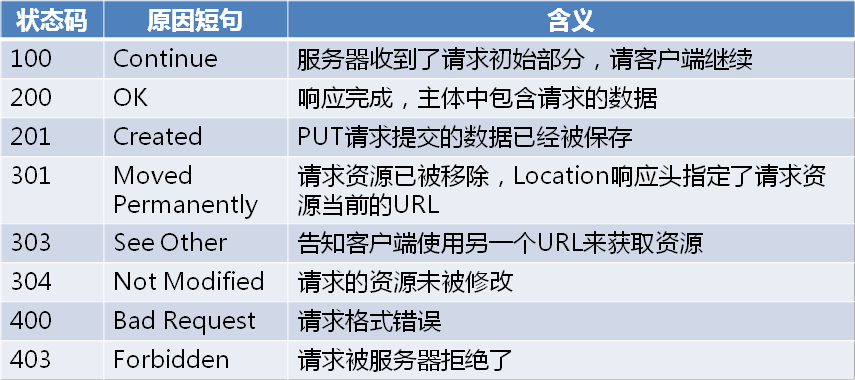 状态码 原因短句 含义
100 Continue 服务器收到了请求初始部分，请客户端继续
200 OK 响应完成，主体中包含请求的数据
201 Created PUT请求提交的数据已经被保存
301 Moved Permanently 请求资源已被移除，Location响应头指定了请求资源当前的URL
303 See Other 告知客户端使用另一个URL来获取资源
304 Not Modified 请求的资源未被修改
400 Bad Request 请求格式错误
403 Forbidden 请求被服务器拒绝了